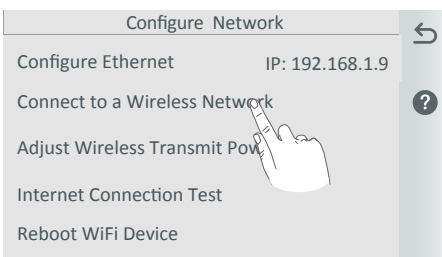 Configure Network
Configure Ethernet IP: 192.168.1.9
Connect to a Wireless Network
Adjust Wireless Transmit Pow
Internet Connection Test
Reboot WiFi Device
?